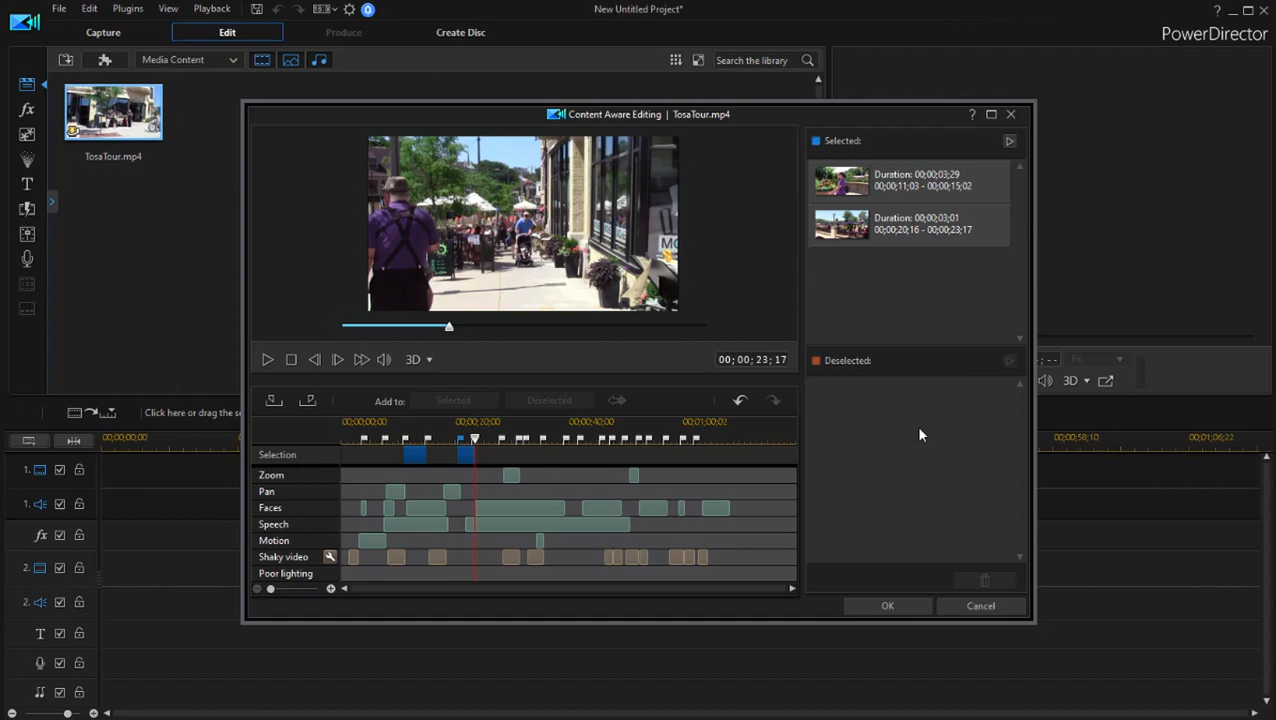 File Edit Plugins View Playback New Untitled Project*
PowerDirector
Capture Edit Produce Create Disc
Media Content Search the library
TosaTour.mp4
Content Aware Editing | TosaTour.mp4
Selected:
Duration: 00;00;03;29
00;00;11;03 - 00;00;15;02
Duration: 00;00;03;01
00;00;20;16 - 00;00;23;17
3D 00; 00; 23; 17
Deselected:
Fit
3D
Add to: Selected Deselected
Click here or drag the se
00;00;00;00 00;00;20;00 00;00;40;00 00;01;00;02
00;00;00;00 00;00;58;10 00;01;06;22
Selection
Zoom
Pan
Faces
Speech
Motion
Shaky video
Poor lighting
1.
1.
fx
2.
2.
T
OK Cancel